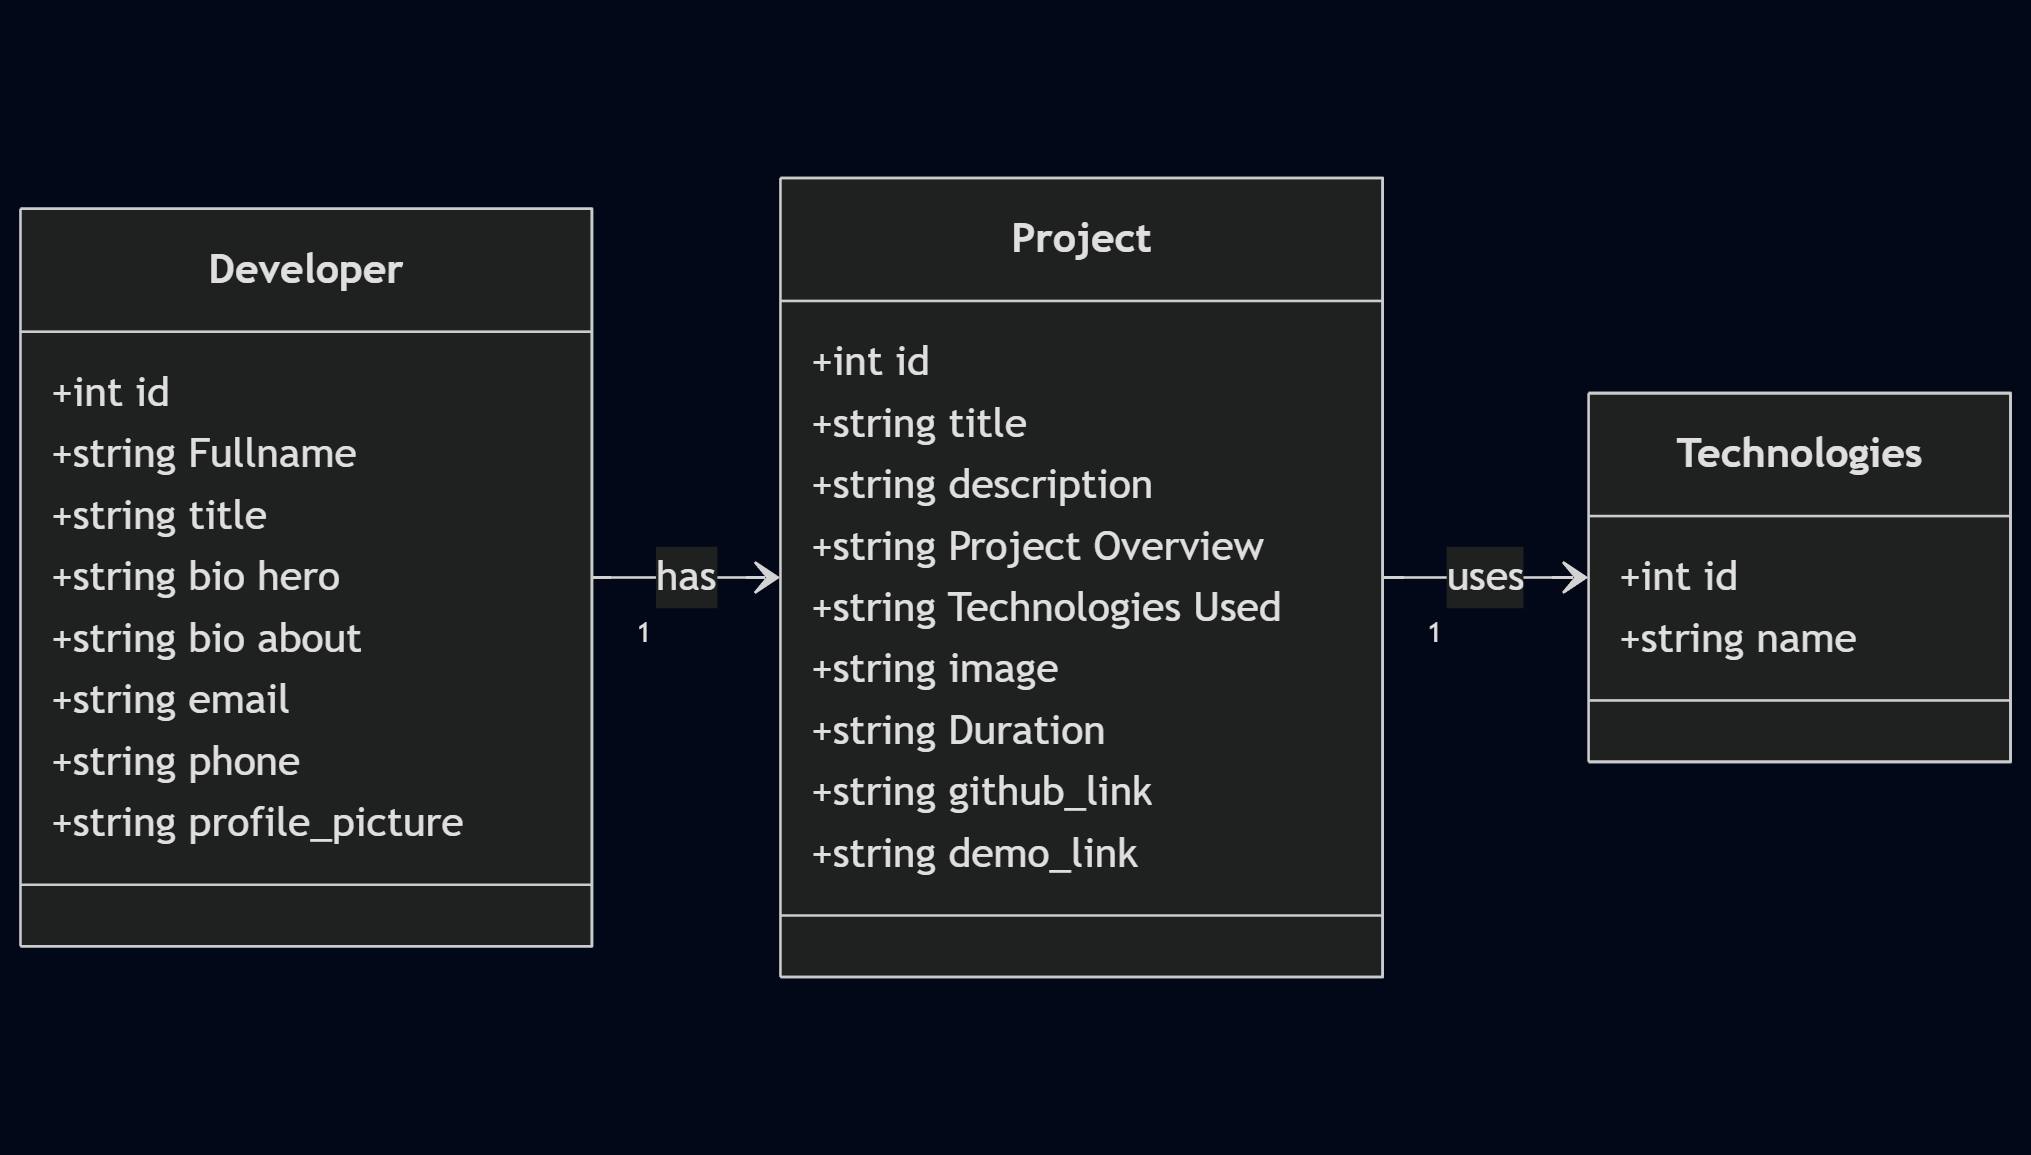 Developer
+int id
+string Fullname
+string title
+string bio hero
+string bio about
+string email
+string phone
+string profile_picture
has
1
Project
+int id
+string title
+string description
+string Project Overview
+string Technologies Used
+string image
+string Duration
+string github_link
+string demo_link
uses
1
Technologies
+int id
+string name